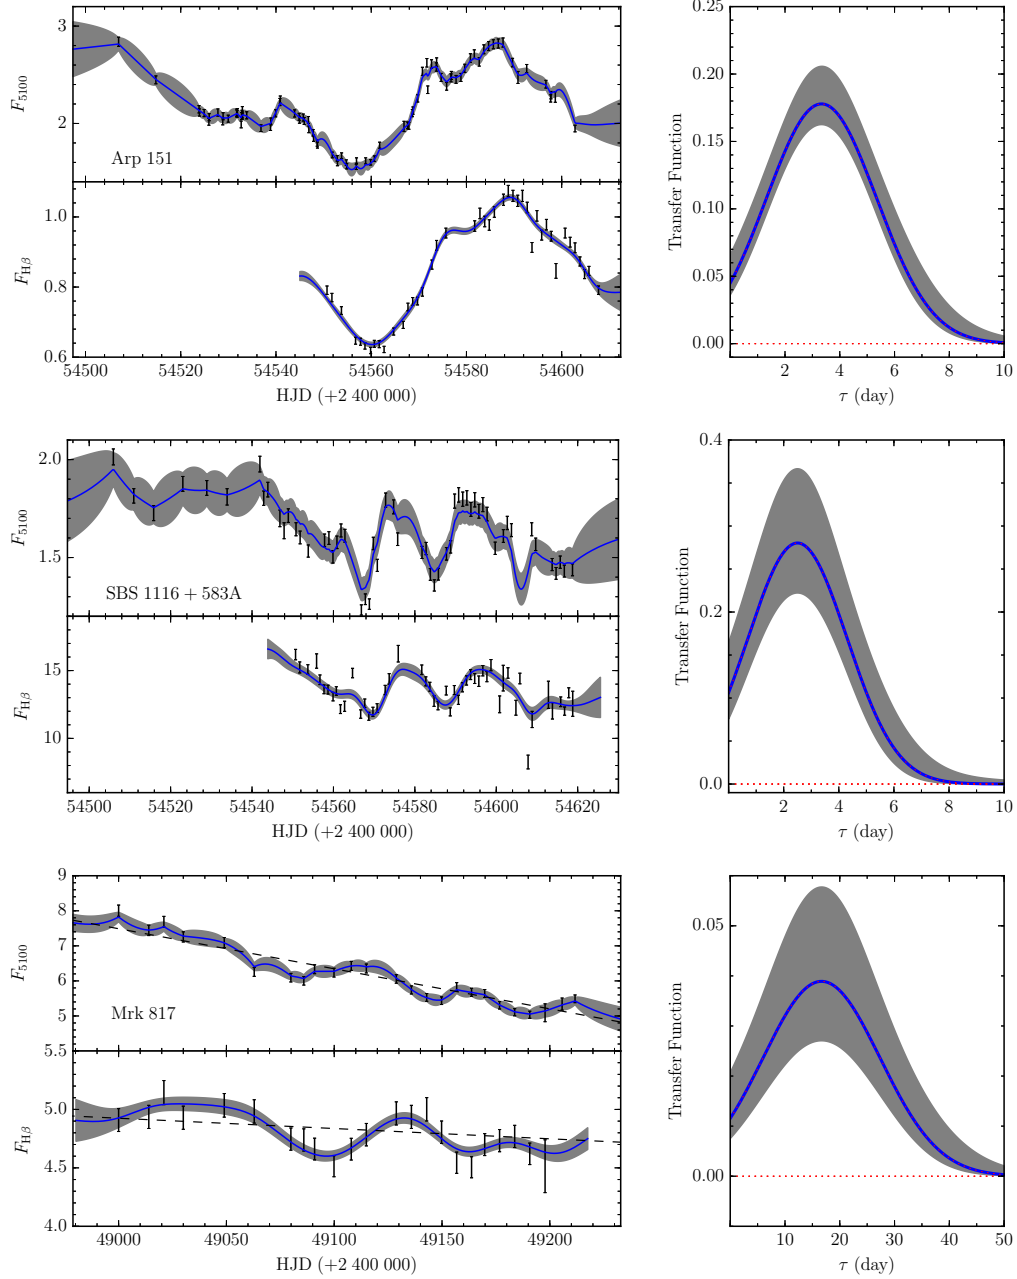 3
2
F5100
Arp 151
1.0
0.8
0.6
FHβ
54500 54520 54540 54560 54580 54600
HJD (+2 400 000)
0.25
0.20
0.15
0.10
0.05
0.00
Transfer Function
2 4 6 8 10
τ (day)
2.0
1.5
F5100
SBS 1116 + 583A
15
10
FHβ
54500 54520 54540 54560 54580 54600 54620
HJD (+2 400 000)
0.4
0.2
0.0
Transfer Function
2 4 6 8 10
τ (day)
9
8
7
6
5
F5100
Mrk 817
5.5
5.0
4.5
4.0
FHβ
49000 49050 49100 49150 49200
HJD (+2 400 000)
0.05
0.00
Transfer Function
10 20 30 40 50
τ (day)